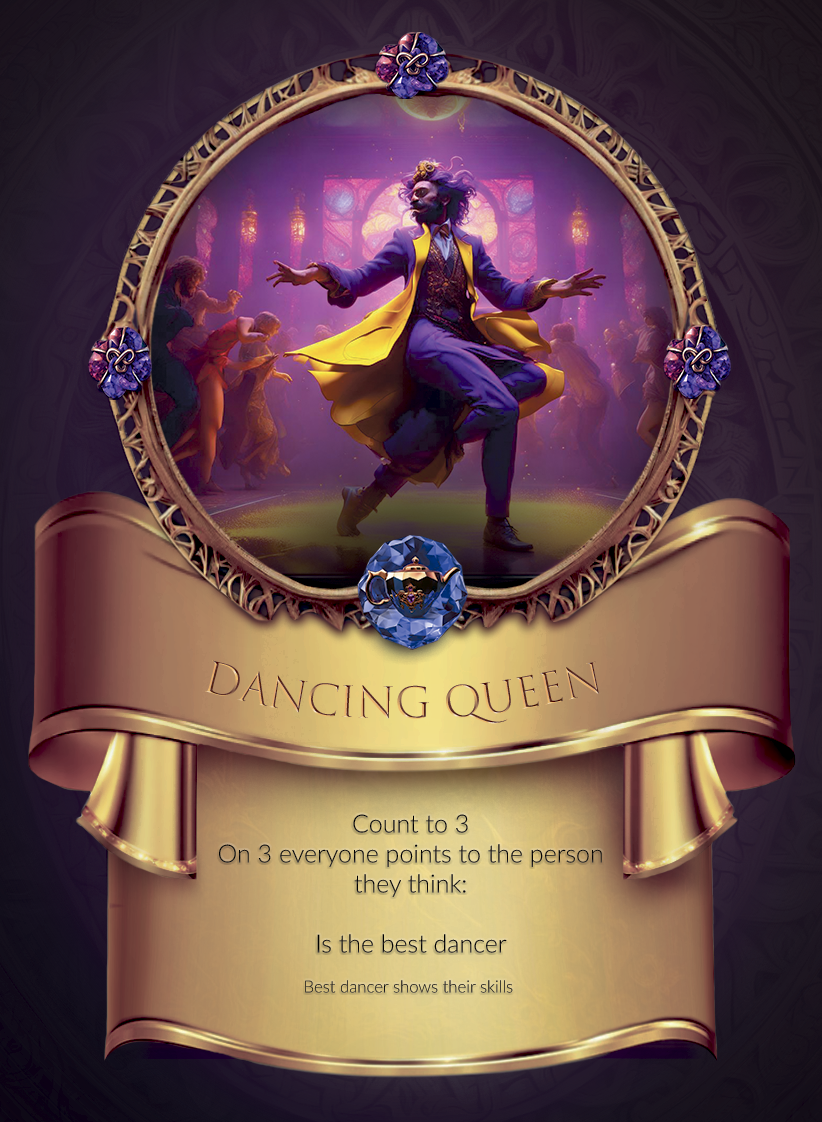 DANCING QUEEN
Count to 3
On 3 everyone points to the person
they think:
Is the best dancer
Best dancer shows their skills